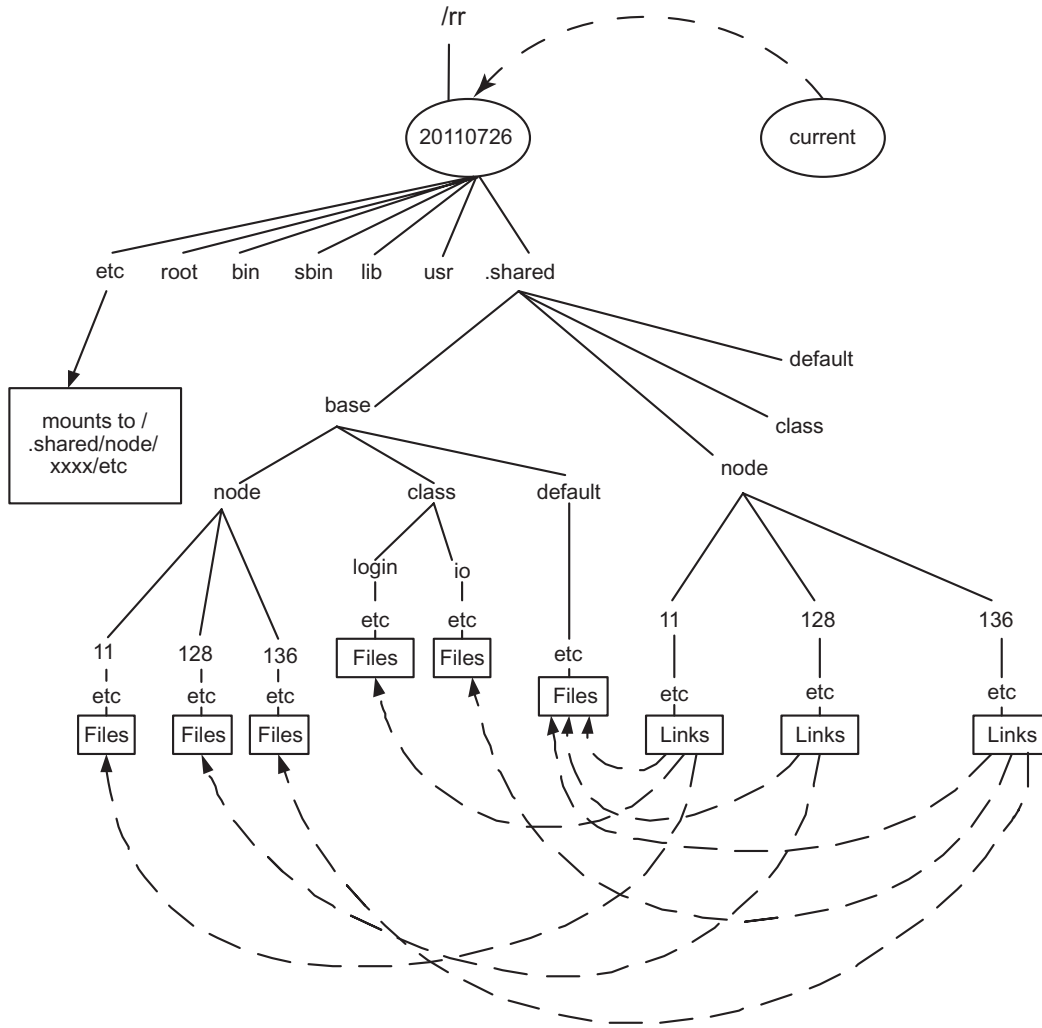 /rr
20110726
current
etc
root
bin
sbin
lib
usr
.shared
default
mounts to /
.shared/node/
xxxx/etc
base
class
node
node
class
default
login
io
etc
etc
Files
Files
11
128
136
11
128
136
etc
etc
etc
etc
Files
etc
etc
etc
Files
Files
Files
Links
Links
Links